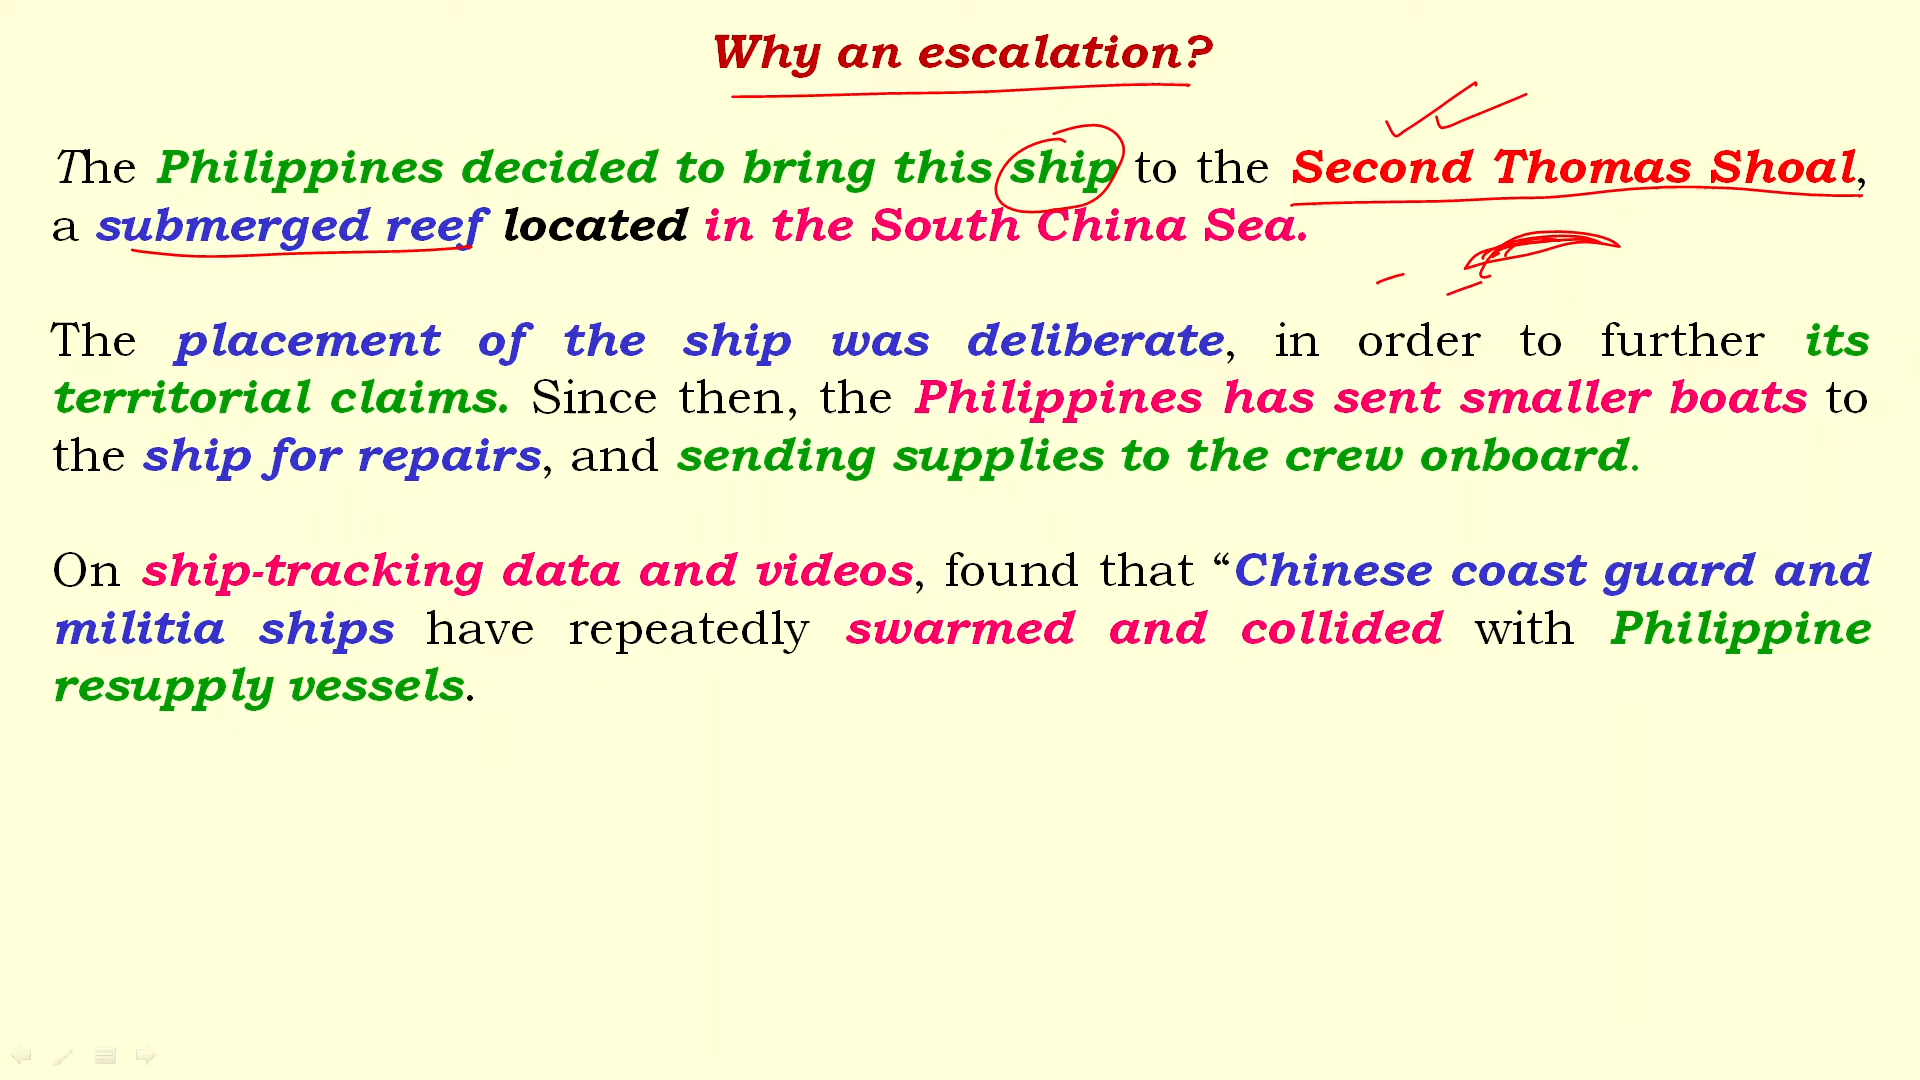 Why an escalation?
The Philippines decided to bring this ship to the Second Thomas Shoal,
a submerged reef located in the South China Sea.
The placement of the ship was deliberate, in order to further its
territorial claims. Since then, the Philippines has sent smaller boats to
the ship for repairs, and sending supplies to the crew onboard.
On ship-tracking data and videos, found that “Chinese coast guard and
militia ships have repeatedly swarmed and collided with Philippine
resupply vessels.